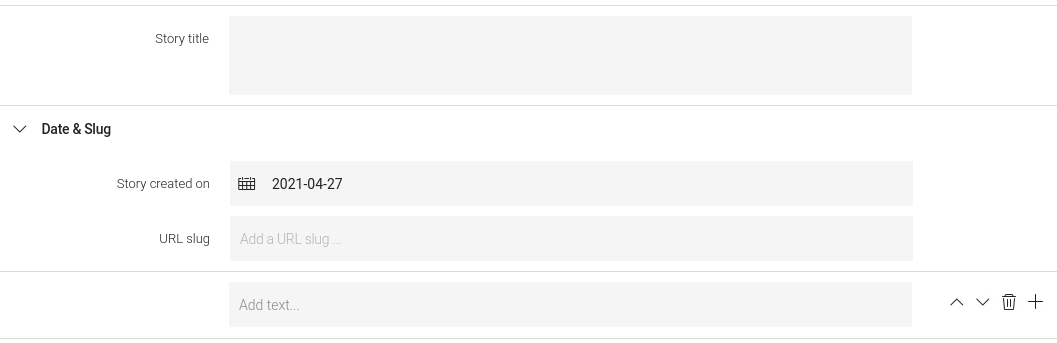 Story title
Date & Slug
Story created on 2021-04-27
URL slug Add a URL slug ...
Add text...